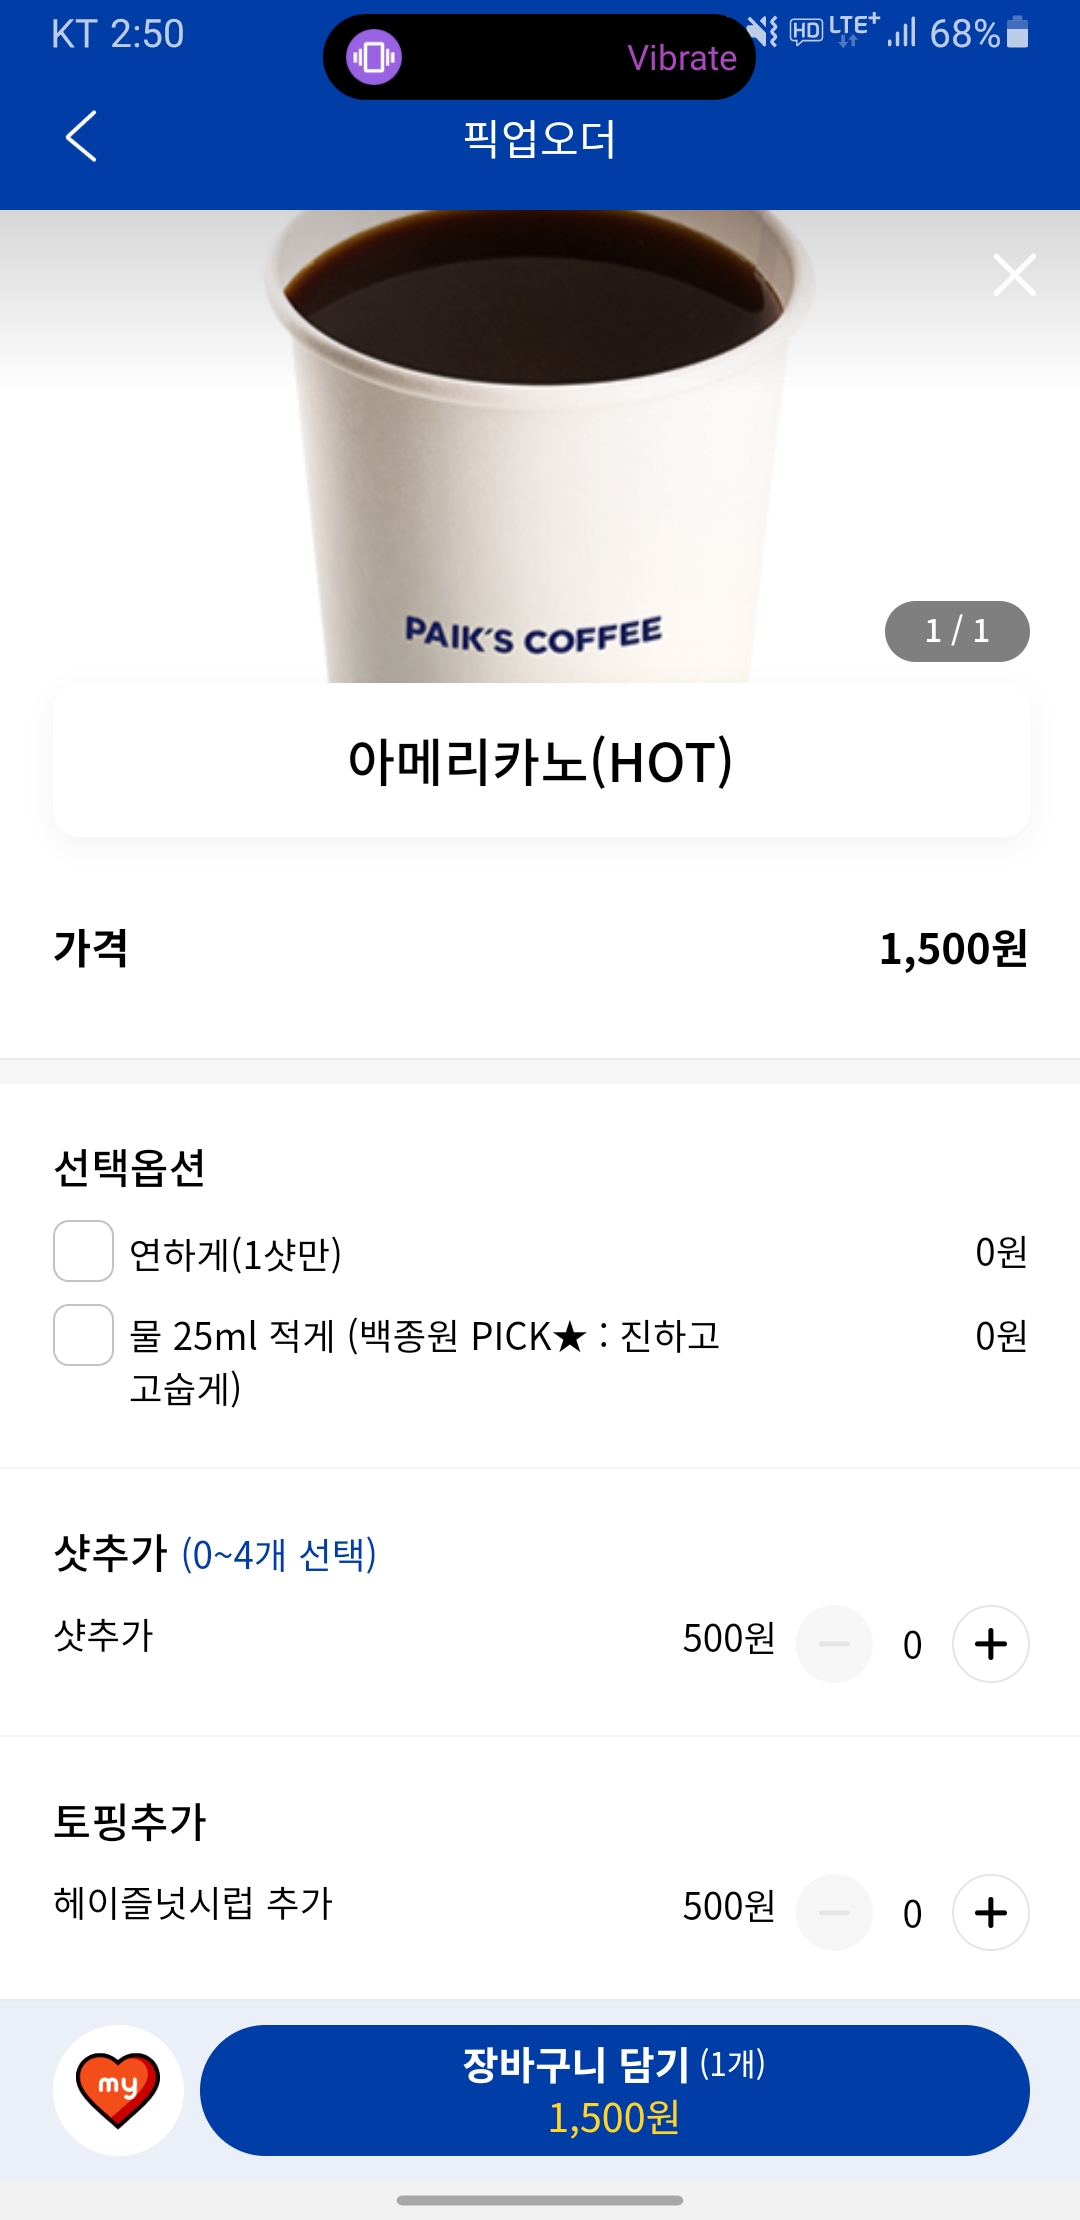 KT 2:50
Vibrate
HD LTE+ 68%
픽업오더
PAIK'S COFFEE
1 / 1
아메리카노(HOT)
가격 1,500원
선택옵션
연하게(1샷만) 0원
물 25ml 적게 (백종원 PICK★ : 진하고 0원
고숩게)
샷추가 (0~4개 선택)
샷추가 500원 0
토핑추가
헤이즐넛시럽 추가 500원 0
my
장바구니 담기 (1개)
1,500원